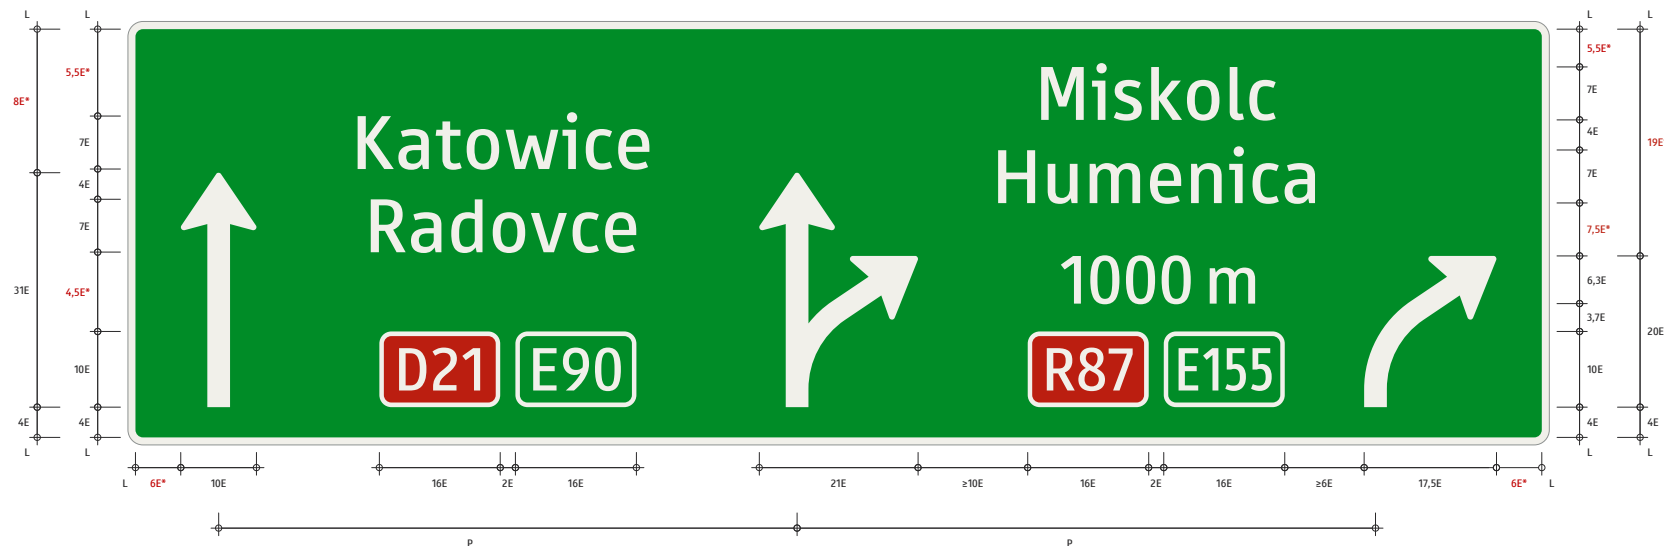 L L L L
5,5E* 5,5E*
8E* 7E 7E 19E
4E 4E
7E 7E
4,5E* 7,5E*
31E 6,3E
3,7E 20E
10E 10E
4E 4E 4E 4E
L L L L
Katowice
Radovce
D21 E90
Miskolc
Humenica
1000 m
R87 E155
L 6E* 10E 16E 2E 16E 21E ≥10E 16E 2E 16E ≥6E 17,5E 6E* L
P P